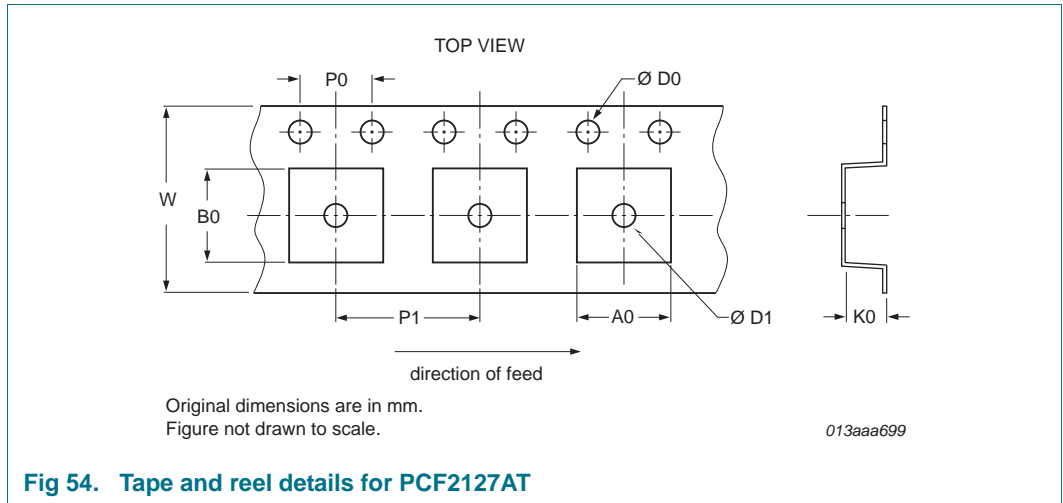 TOP VIEW
P0
Ø D0
W
B0
P1
A0
Ø D1
K0
direction of feed
Original dimensions are in mm.
Figure not drawn to scale.
013aaa699
Fig 54. Tape and reel details for PCF2127AT